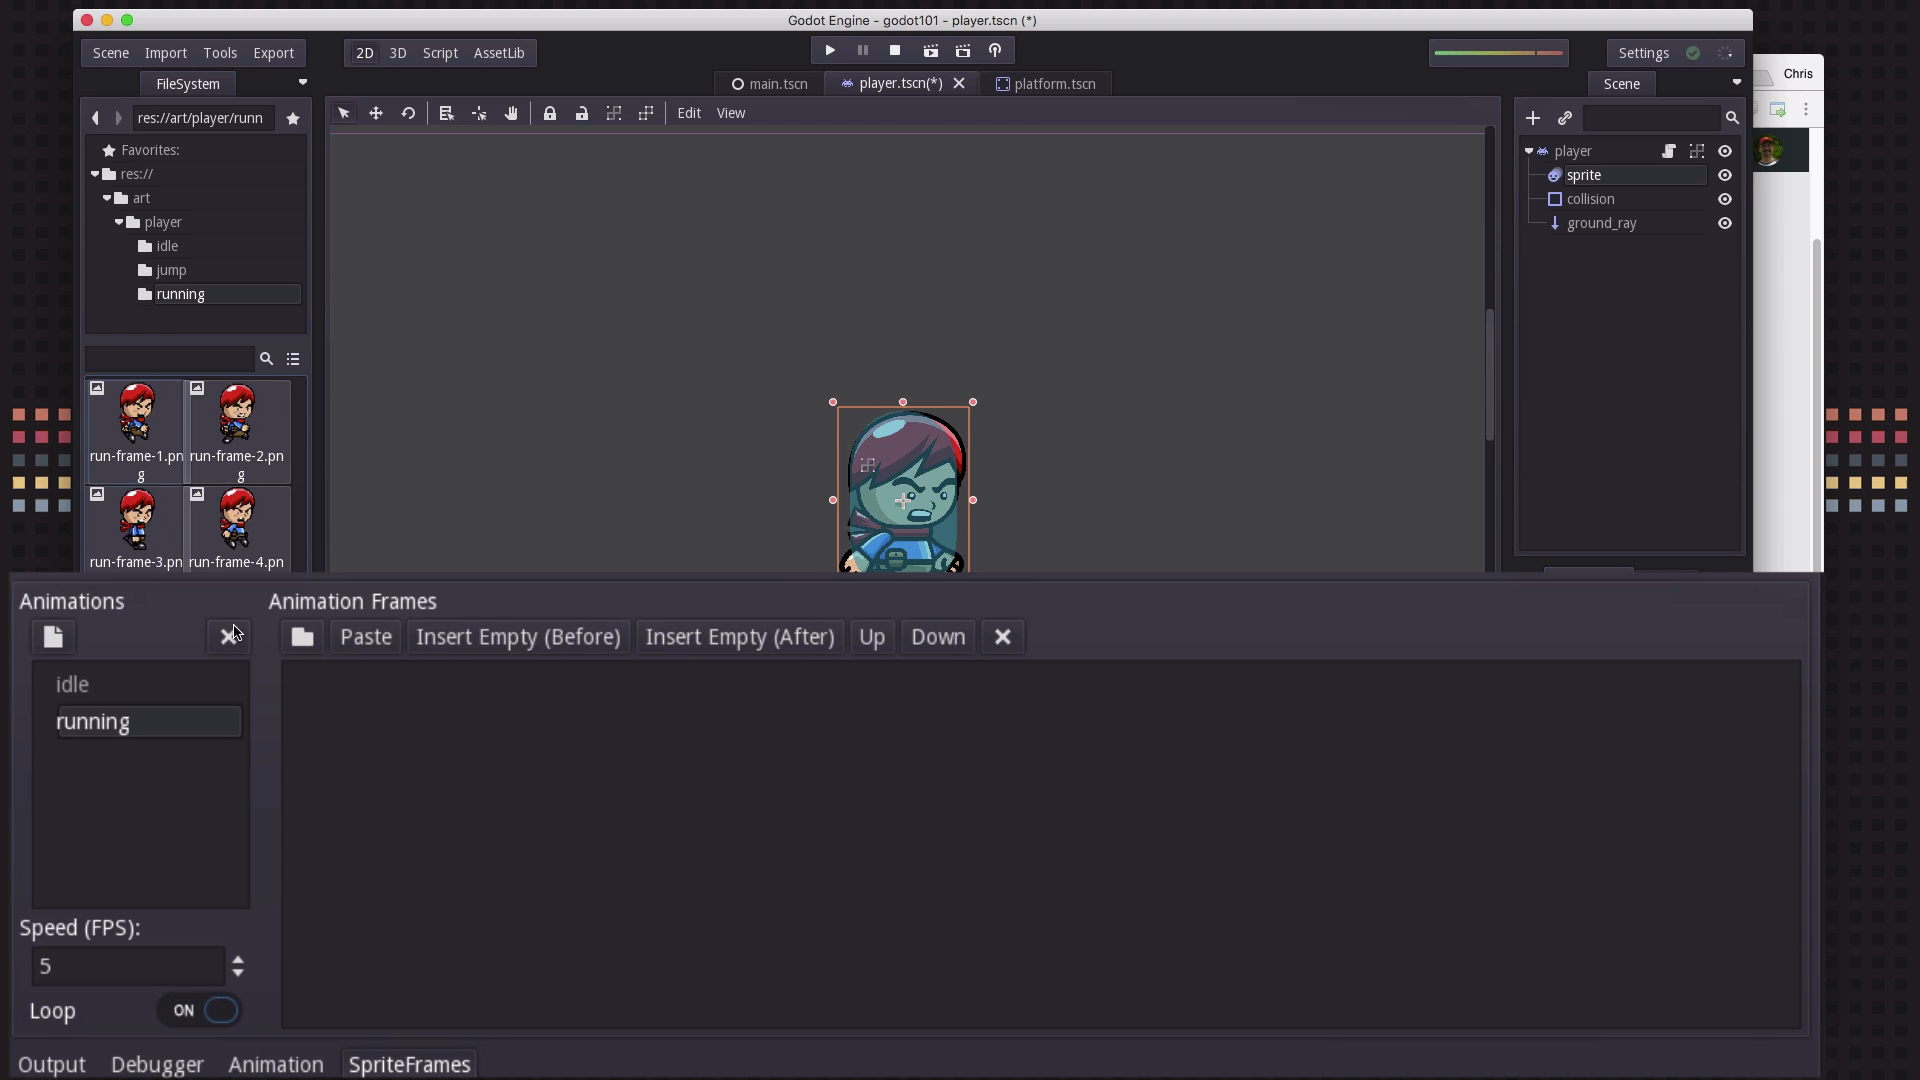 Godot Engine - godot101 - player.tscn (*)
Scene Import Tools Export
2D 3D Script AssetLib
Settings
Chris
FileSystem
main.tscn
player.tscn(*)
platform.tscn
Scene
res://art/player/runn
Edit View
Favorites:
res://
art
player
idle
jump
running
player
sprite
collision
ground_ray
run-frame-1.pn
g
run-frame-2.pn
g
run-frame-3.pn
run-frame-4.pn
Animations
Animation Frames
Paste Insert Empty (Before) Insert Empty (After) Up Down
idle
running
Speed (FPS):
5
Loop
ON
Output Debugger Animation SpriteFrames